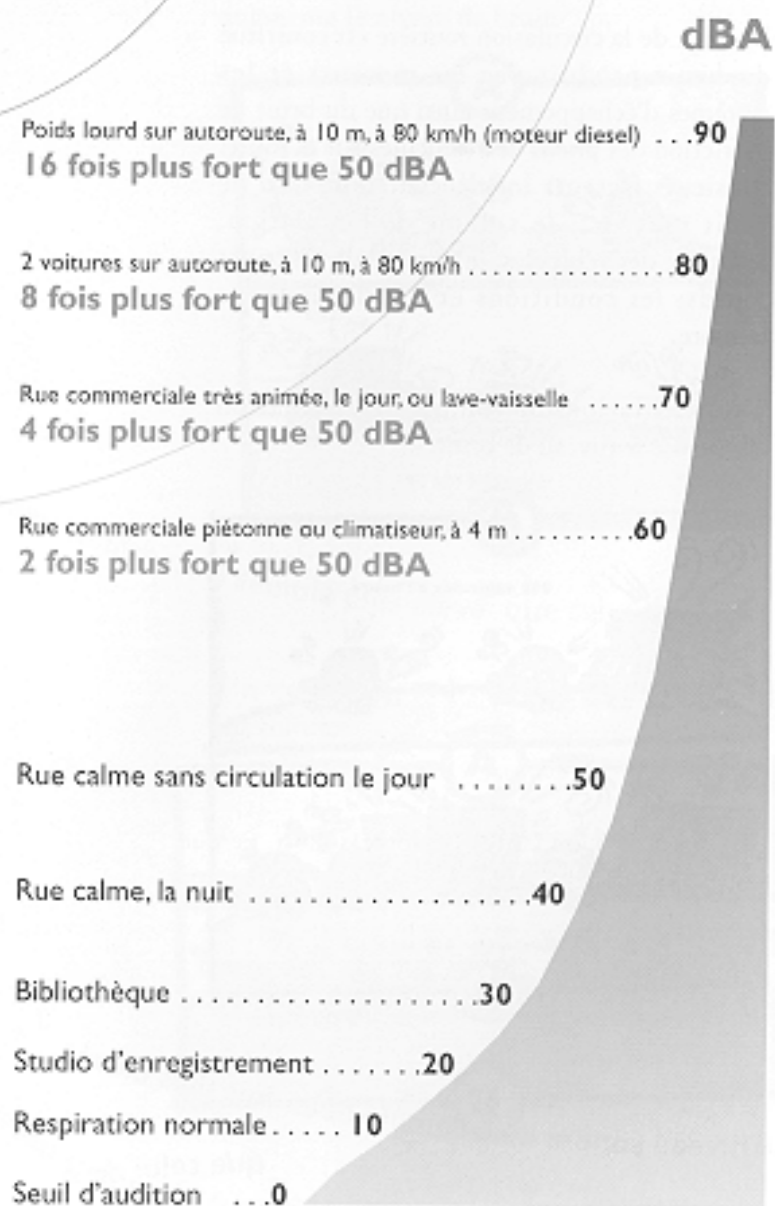 dBA
Poids lourd sur autoroute, à 10 m, à 80 km/h (moteur diesel) ...90
16 fois plus fort que 50 dBA
2 voitures sur autoroute, à 10 m, à 80 km/h .................80
8 fois plus fort que 50 dBA
Rue commerciale très animée, le jour, ou lave-vaisselle ......70
4 fois plus fort que 50 dBA
Rue commerciale piétonne ou climatiseur, à 4 m ..........60
2 fois plus fort que 50 dBA
Rue calme sans circulation le jour ........50
Rue calme, la nuit ...................40
Bibliothèque ....................30
Studio d'enregistrement .......20
Respiration normale..... 10
Seuil d'audition ...0